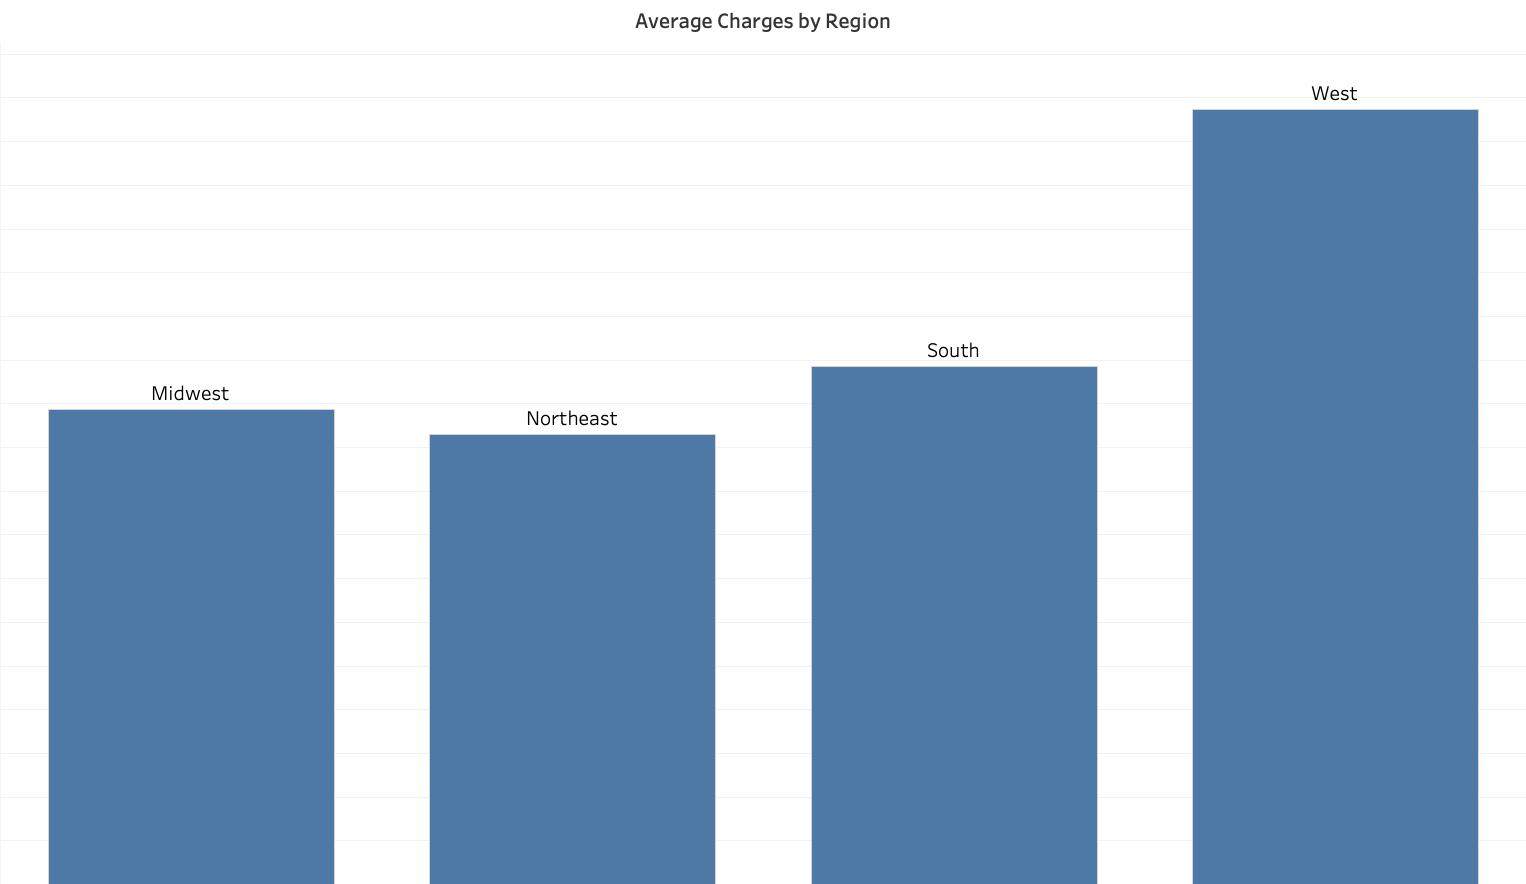 Average Charges by Region
West
South
Midwest
Northeast